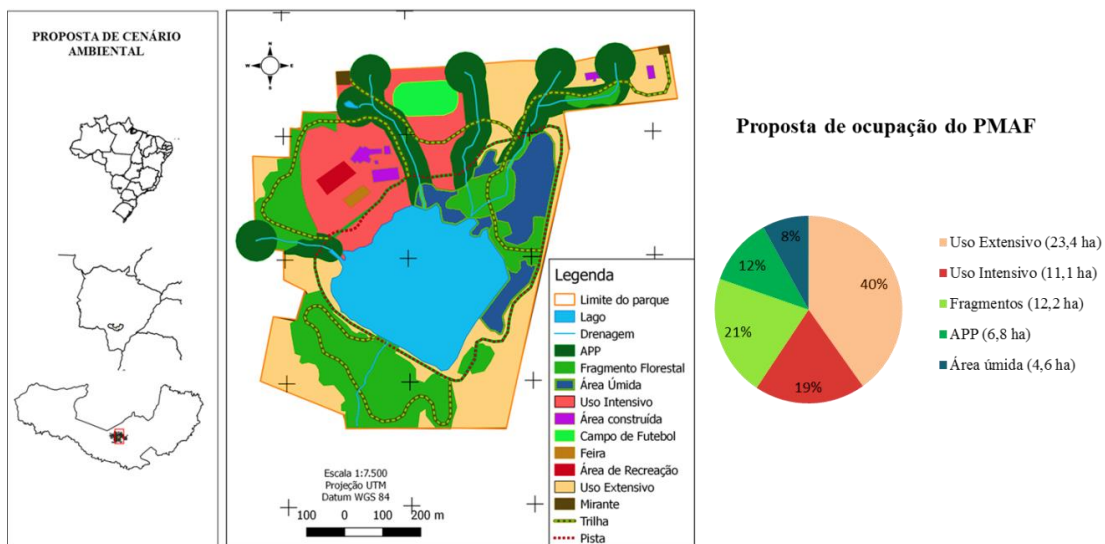 PROPOSTA DE CENÁRIO
AMBIENTAL
N
W
E
S
Legenda
Limite do parque
Lago
Drenagem
APP
Fragmento Florestal
Área Úmida
Uso Intensivo
Área construída
Campo de Futebol
Feira
Área de Recreação
Uso Extensivo
Mirante
Trilha
Pista
Escala 1:7.500
Projeção UTM
Datum WGS 84
100 0 100 200 m
Proposta de ocupação do PMAF
8%
12%
40%
21%
19%
Uso Extensivo (23,4 ha)
Uso Intensivo (11,1 ha)
Fragmentos (12,2 ha)
APP (6,8 ha)
Área úmida (4,6 ha)